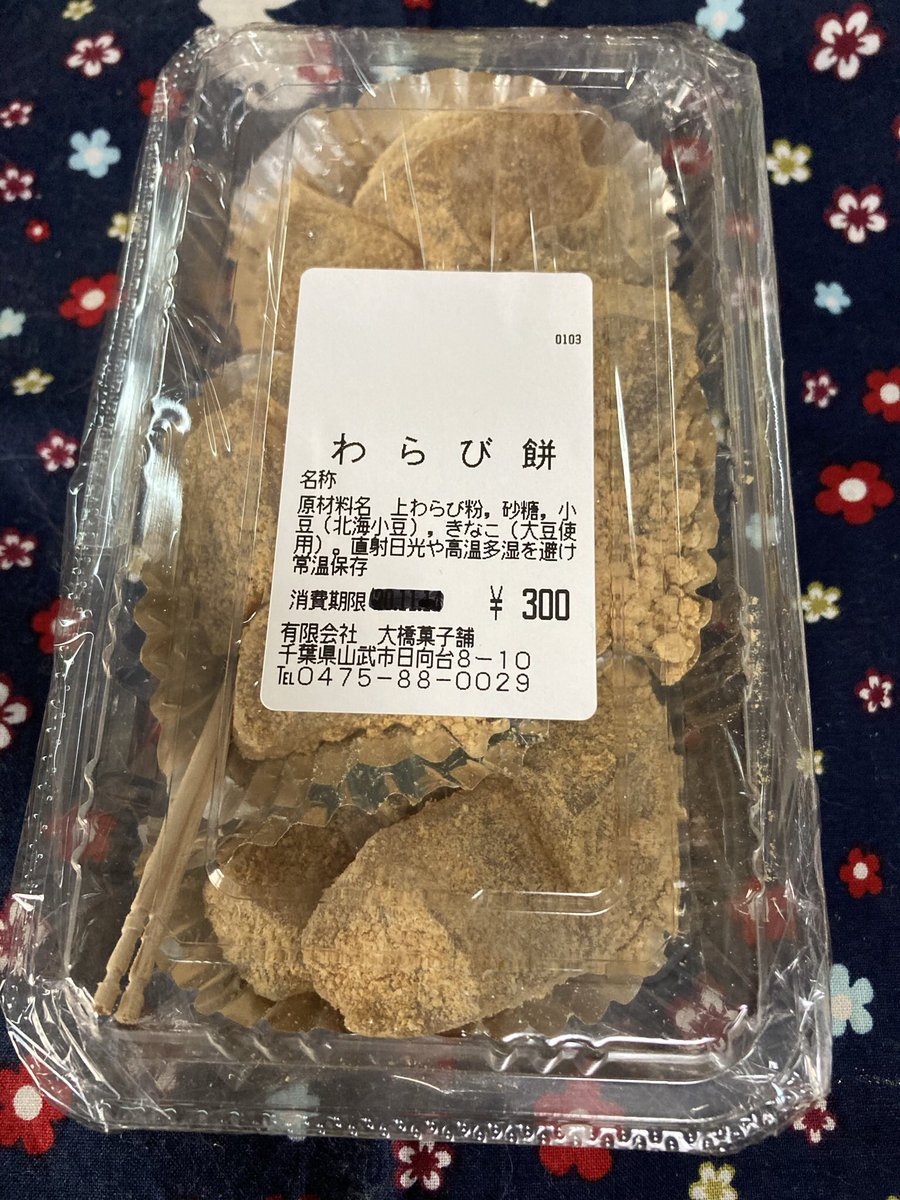 0103
わらび餅
名称
原材料名 上わらび粉，砂糖，小
豆（北海小豆），きなこ（大豆使
用）。直射日光や高温多湿を避け
常温保存
消費期限 ¥ 300
有限会社 大橋菓子舗
千葉県山武市日向台8－10
℡0475－88－0029